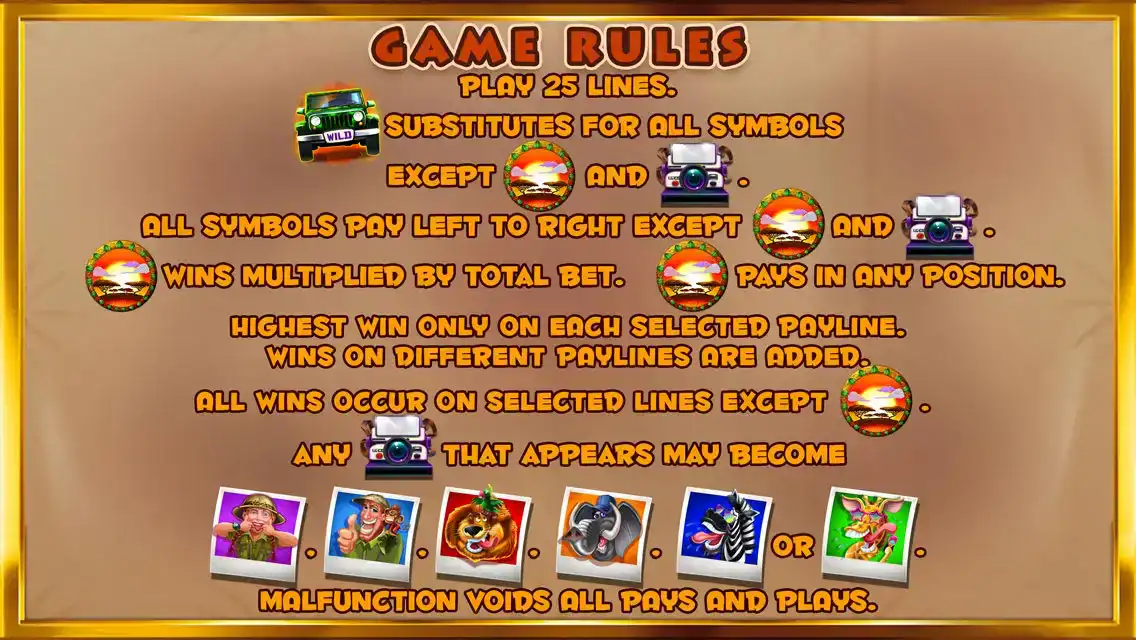 GAME RULES
PLAY 25 LINES.
WILD SUBSTITUTES FOR ALL SYMBOLS
EXCEPT AND .
ALL SYMBOLS PAY LEFT TO RIGHT EXCEPT AND .
WINS MULTIPLIED BY TOTAL BET. PAYS IN ANY POSITION.
HIGHEST WIN ONLY ON EACH SELECTED PAYLINE.
WINS ON DIFFERENT PAYLINES ARE ADDED.
ALL WINS OCCUR ON SELECTED LINES EXCEPT .
ANY THAT APPEARS MAY BECOME
. . . . OR .
MALFUNCTION VOIDS ALL PAYS AND PLAYS.